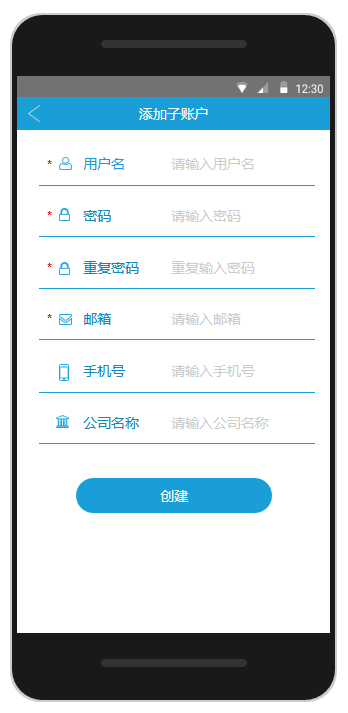 12:30
添加子账户
* 用户名 请输入用户名
* 密码 请输入密码
* 重复密码 重复输入密码
* 邮箱 请输入邮箱
手机号 请输入手机号
公司名称 请输入公司名称
创建